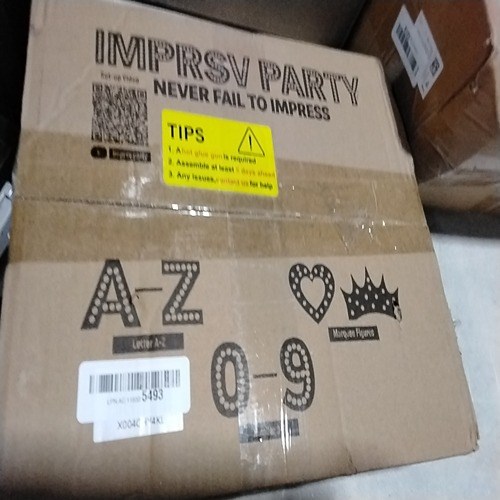 IMPRSV PARTY
NEVER FAIL TO IMPRESS
TIPS
1. A hot glue gun is required
2. Assemble at least 5 days ahead
3. Any issues, contact us for help
A-Z
Letter A-Z
Marquee Figures
0-9
5493